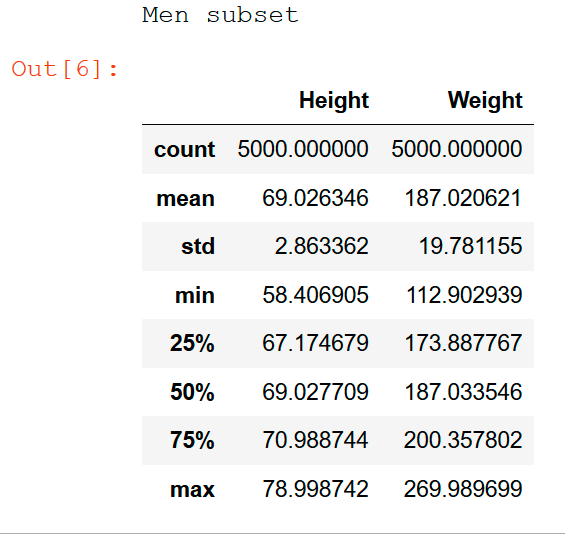 Men subset
Out[6]:
Height Weight
count 5000.000000 5000.000000
mean 69.026346 187.020621
std 2.863362 19.781155
min 58.406905 112.902939
25% 67.174679 173.887767
50% 69.027709 187.033546
75% 70.988744 200.357802
max 78.998742 269.989699